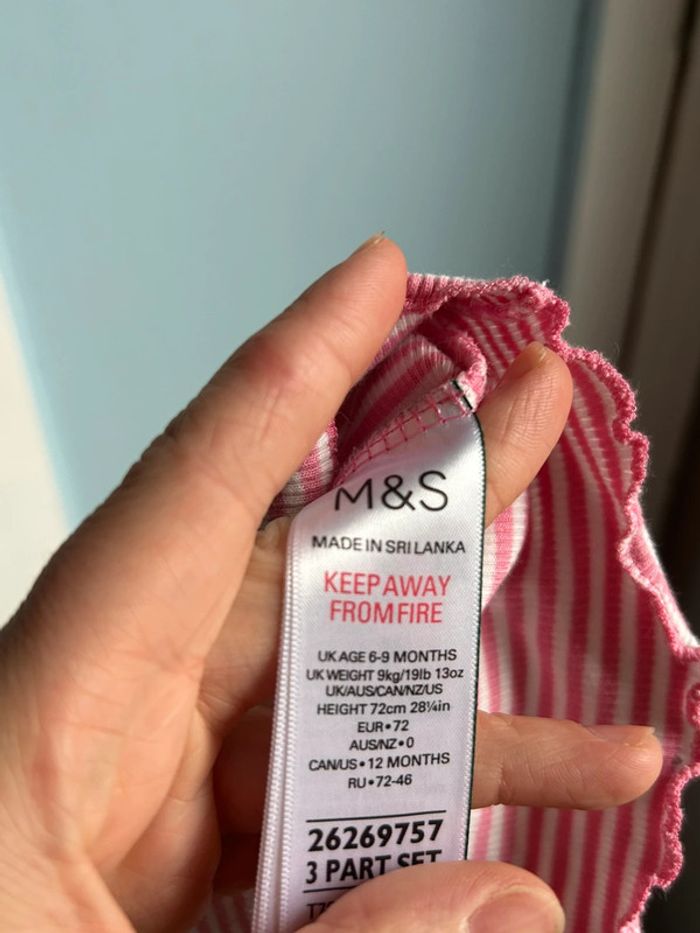 M&S
MADE IN SRI LANKA
KEEP AWAY
FROM FIRE
UK AGE 6-9 MONTHS
UK WEIGHT 9kg/19lb 13oz
UK/AUS/CAN/NZ/US
HEIGHT 72cm 28¼in
EUR•72
AUS/NZ•0
CAN/US•12 MONTHS
RU•72-46
26269757
3 PART SET